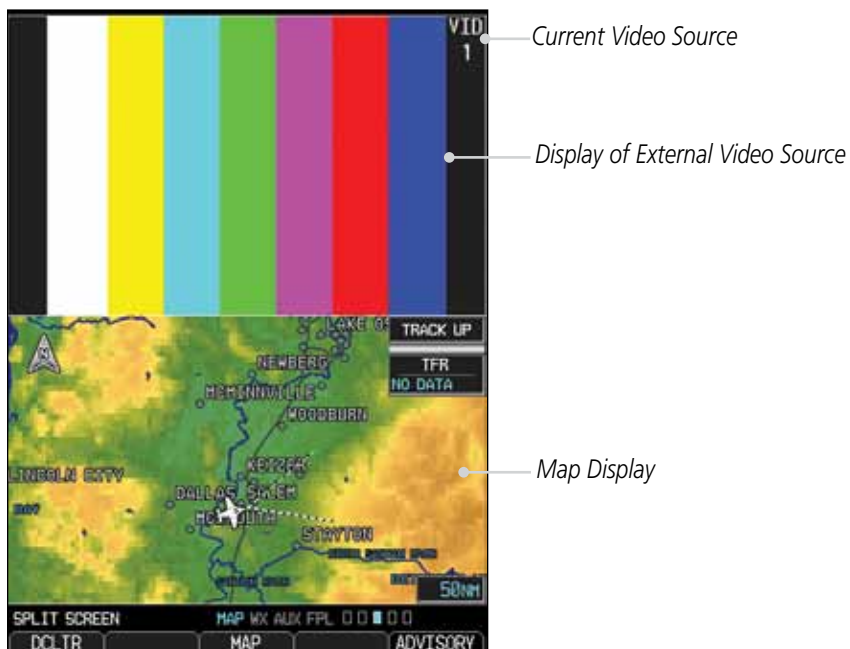 VID
1
Current Video Source
Display of External Video Source
TRACK UP
TFR
NO DATA
NEWBERG
MCMINNVILLE
WOODBURN
LINCOLN CITY
KEIZER
DALLAS SALEM
STAYTON
Map Display
50NM
SPLIT SCREEN
MAP WX AUX FPL
DCLTR MAP ADVISORY